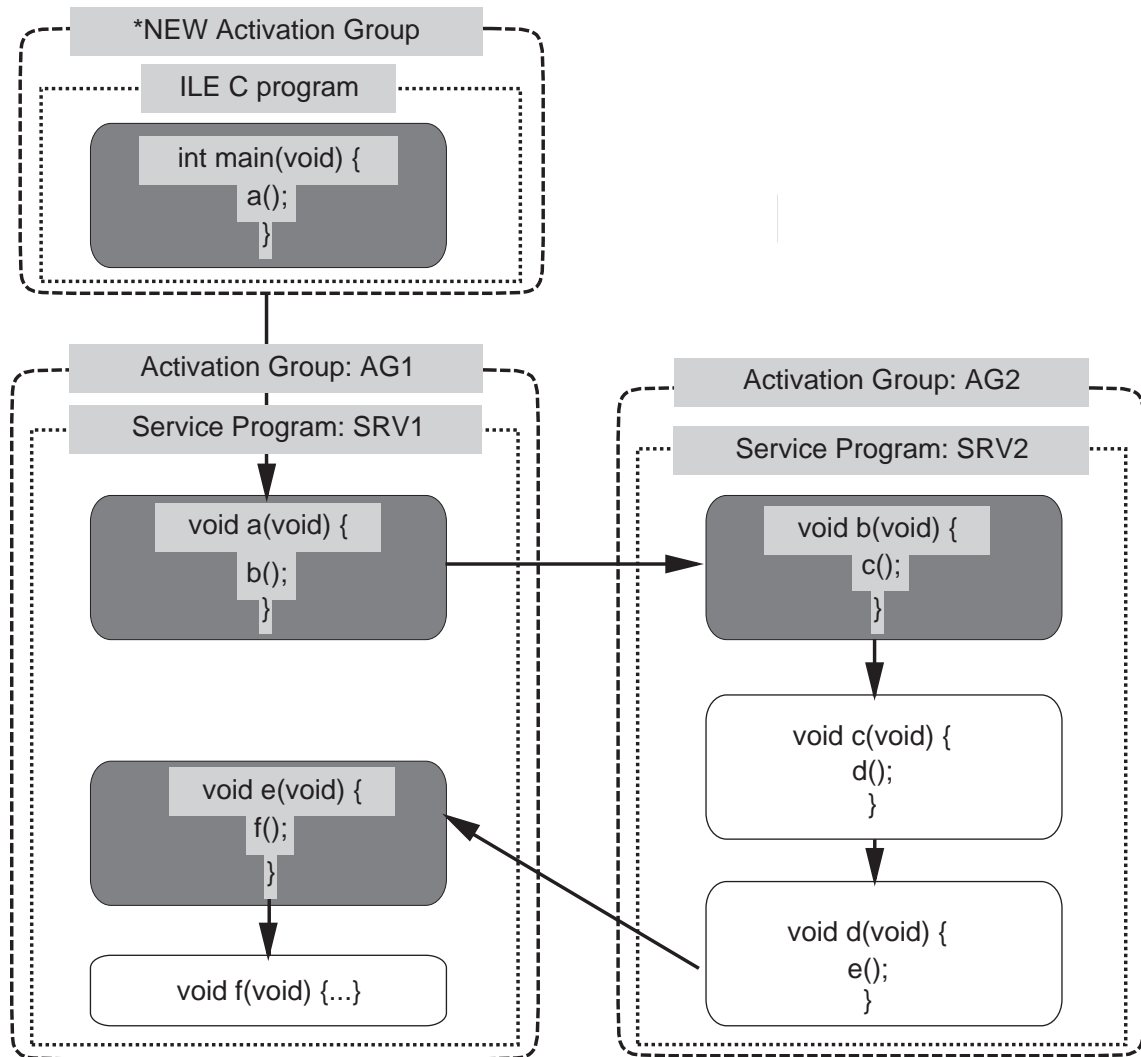 *NEW Activation Group
ILE C program
int main(void) {
a();
}
Activation Group: AG1
Service Program: SRV1
void a(void) {
b();
}
void e(void) {
f();
}
void f(void) {...}
Activation Group: AG2
Service Program: SRV2
void b(void) {
c();
}
void c(void) {
d();
}
void d(void) {
e();
}